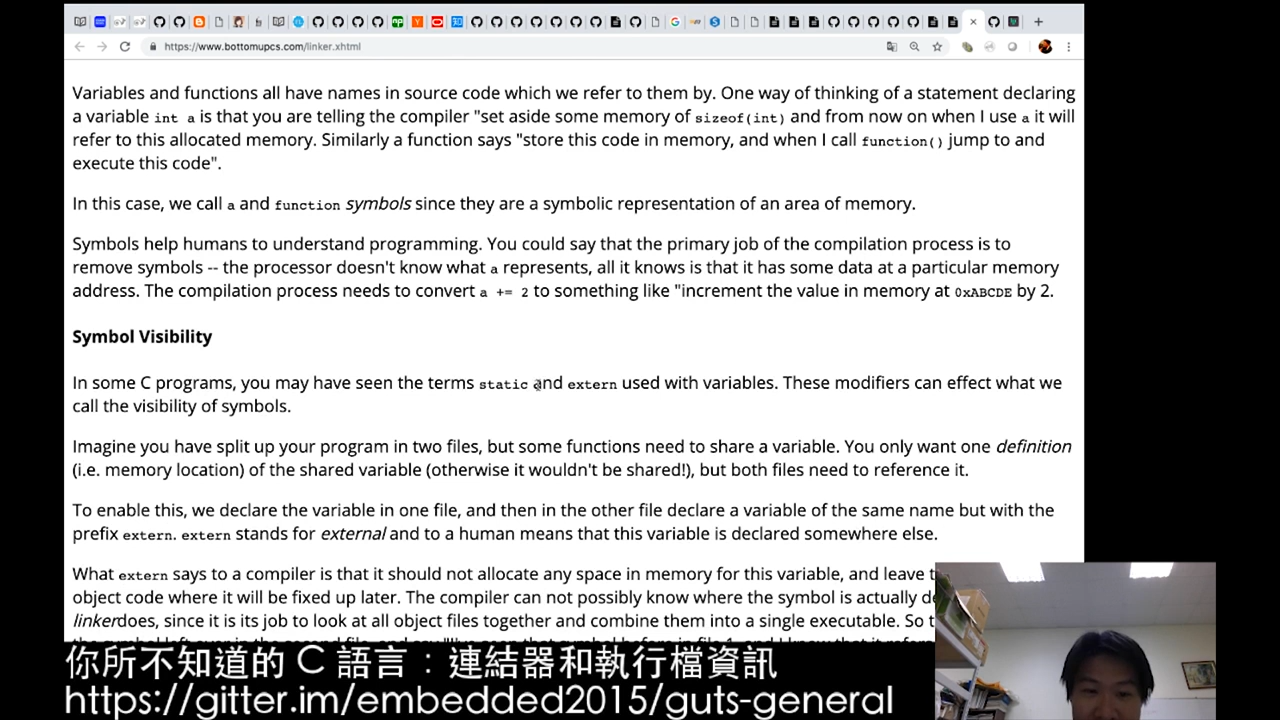 https://www.bottomupcs.com/linker.xhtml
Variables and functions all have names in source code which we refer to them by. One way of thinking of a statement declaring
a variable int a is that you are telling the compiler "set aside some memory of sizeof(int) and from now on when I use a it will
refer to this allocated memory. Similarly a function says "store this code in memory, and when I call function() jump to and
execute this code".
In this case, we call a and function symbols since they are a symbolic representation of an area of memory.
Symbols help humans to understand programming. You could say that the primary job of the compilation process is to
remove symbols -- the processor doesn't know what a represents, all it knows is that it has some data at a particular memory
address. The compilation process needs to convert a += 2 to something like "increment the value in memory at 0xABCDE by 2.
Symbol Visibility
In some C programs, you may have seen the terms static and extern used with variables. These modifiers can effect what we
call the visibility of symbols.
Imagine you have split up your program in two files, but some functions need to share a variable. You only want one definition
(i.e. memory location) of the shared variable (otherwise it wouldn't be shared!), but both files need to reference it.
To enable this, we declare the variable in one file, and then in the other file declare a variable of the same name but with the
prefix extern. extern stands for external and to a human means that this variable is declared somewhere else.
What extern says to a compiler is that it should not allocate any space in memory for this variable, and leave
object code where it will be fixed up later. The compiler can not possibly know where the symbol is actually
linkerdoes, since it is its job to look at all object files together and combine them into a single executable. So
你所不知道的 C 語言：連結器和執行檔資訊
https://gitter.im/embedded2015/guts-general